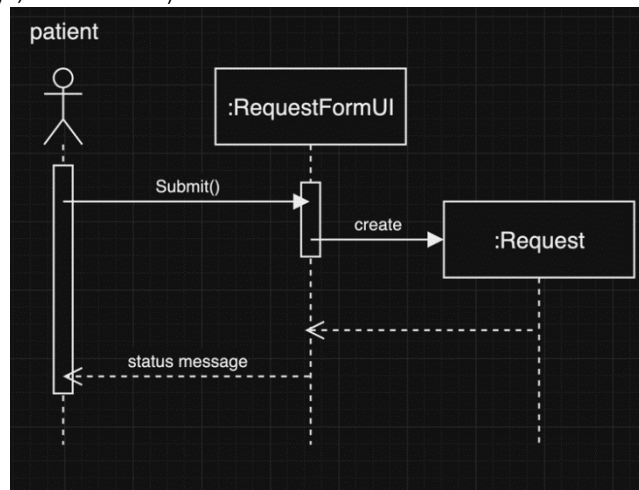 patient
:RequestFormUI
Submit()
create
:Request
status message